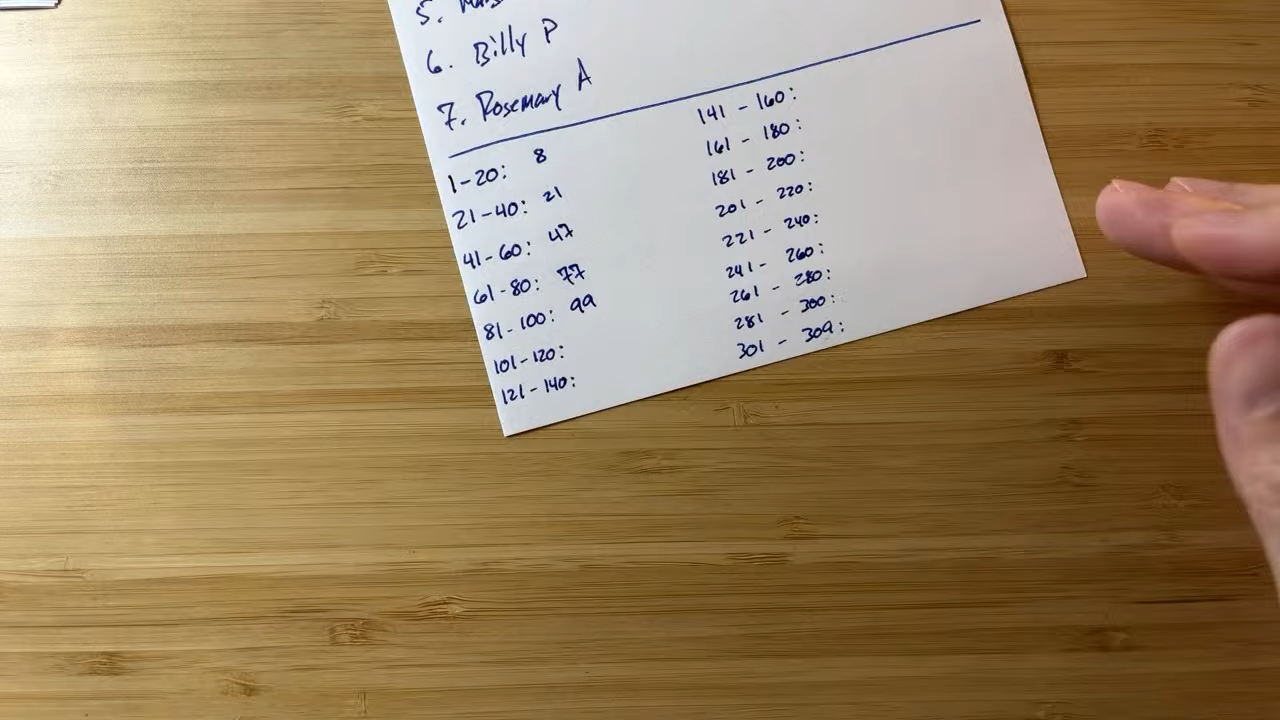 5.
6. Billy P
7. Rosemary A
1-20: 8
21-40: 21
41-60: 47
61-80: 77
81-100: 99
101-120:
121-140:
141 - 160:
161 - 180:
181 - 200:
201 - 220:
221 - 240:
241 - 260:
261 - 280:
281 - 300:
301 - 309: